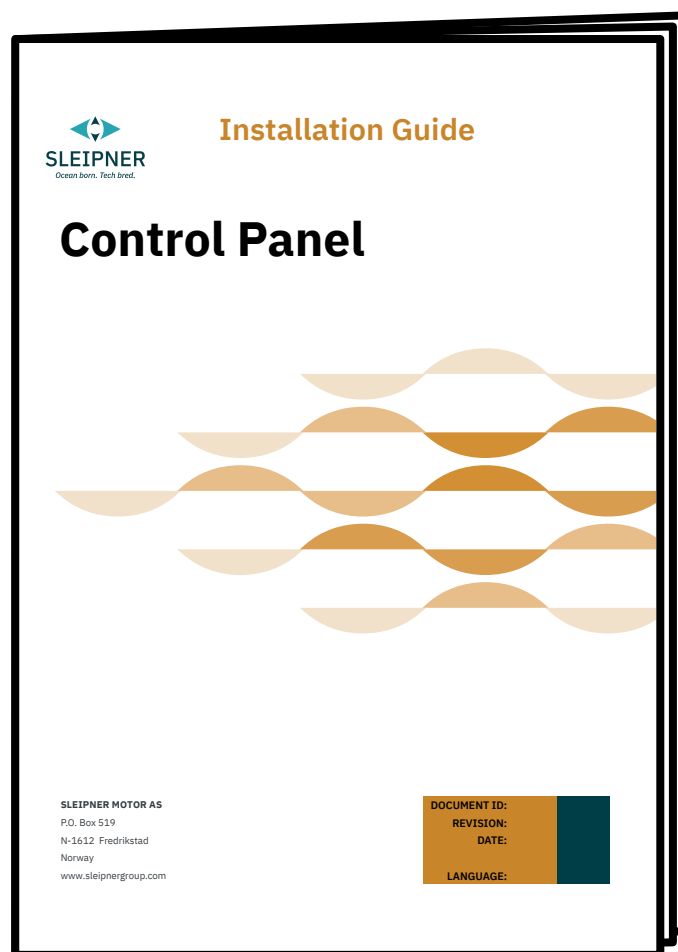 Installation Guide
SLEIPNER
Ocean born. Tech bred.
Control Panel
SLEIPNER MOTOR AS
P.O. Box 519
N-1612 Fredrikstad
Norway
www.sleipnergroup.com
DOCUMENT ID:
REVISION:
DATE:
LANGUAGE: